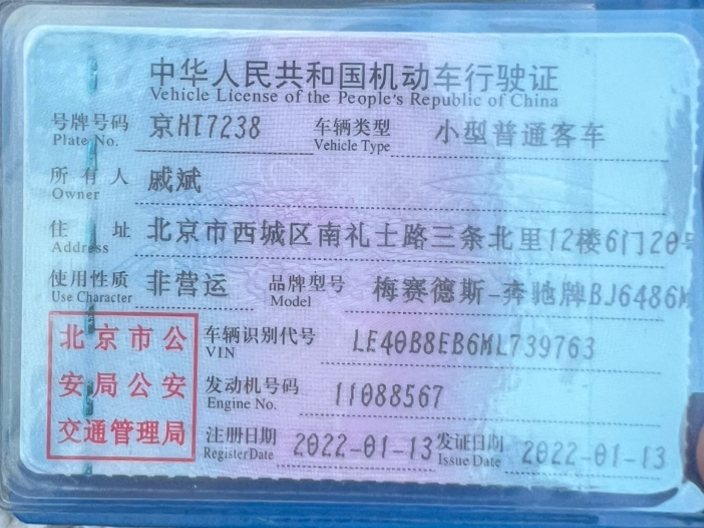 中华人民共和国机动车行驶证
Vehicle License of the People's Republic of China
号牌号码 京HT7238 车辆类型 小型普通客车
Plate No. Vehicle Type
所有人 戚斌
Owner
住址 北京市西城区南礼士路三条北里12楼6门20号
Address
使用性质 非营运 品牌型号 梅赛德斯-奔驰牌BJ6486
Use Character Model
北京市公 车辆识别代号 LE40B8EB6ML739763
VIN
安局公安 发动机号码 11088567
Engine No.
交通管理局 注册日期 2022-01-13 发证日期 2022-01-13
Register Date Issue Date